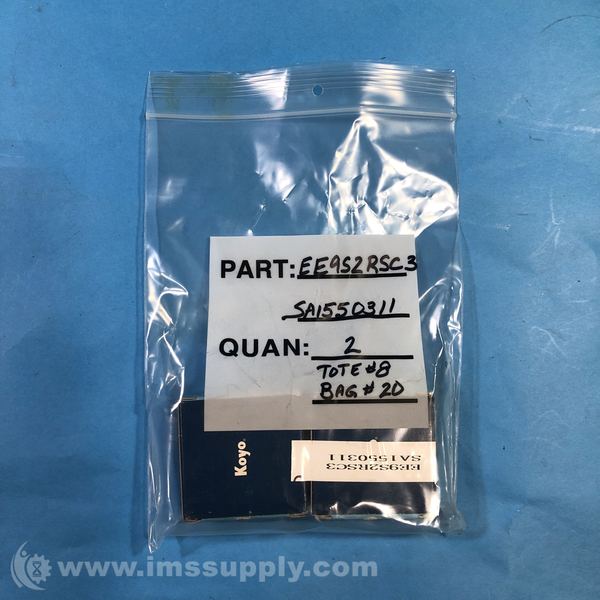 PART: EE9S2RSC3
SA1550311
QUAN: 2
TOTE #8
BAG # 20
Koyo
EE9S2RSC3
SA1550311
www.imssupply.com